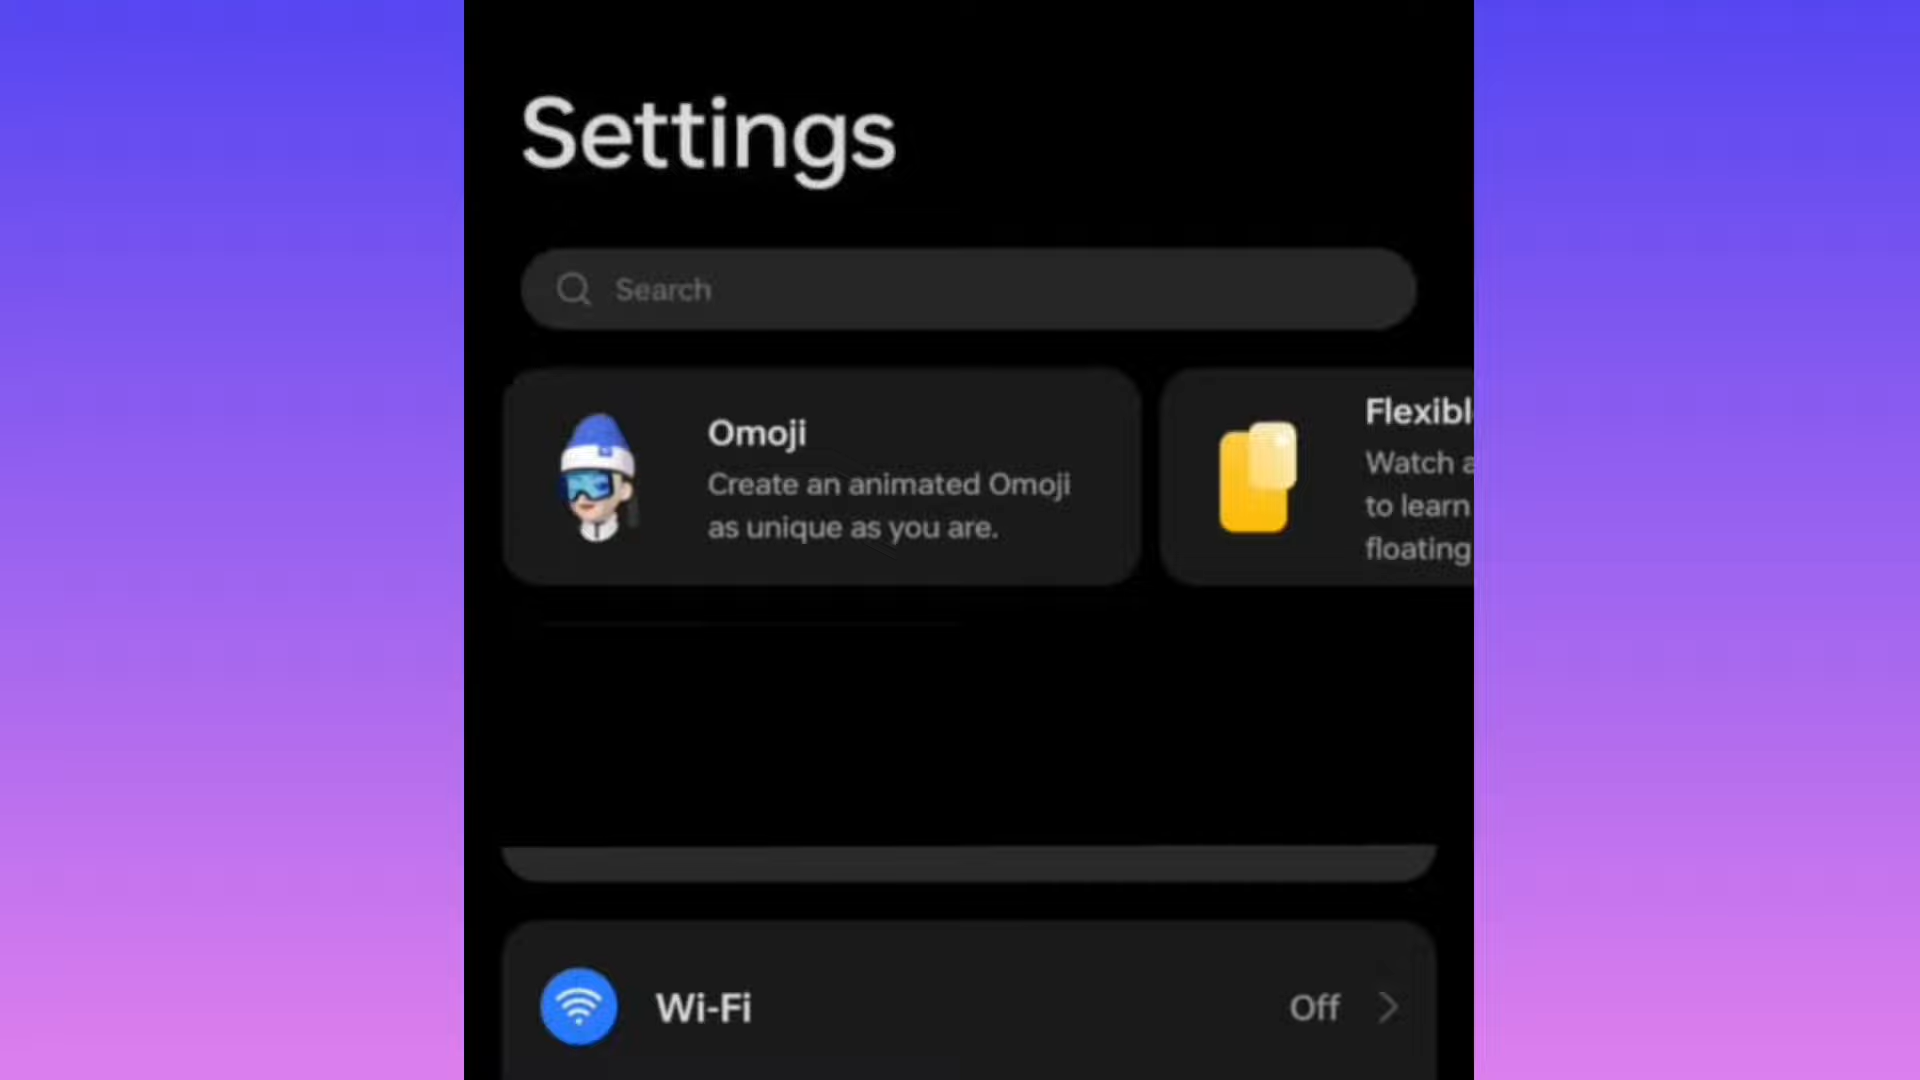 Settings
Search
Omoji
Create an animated Omoji
as unique as you are.
Flexibl
Watch a
to learn
floating
Wi-Fi
Off